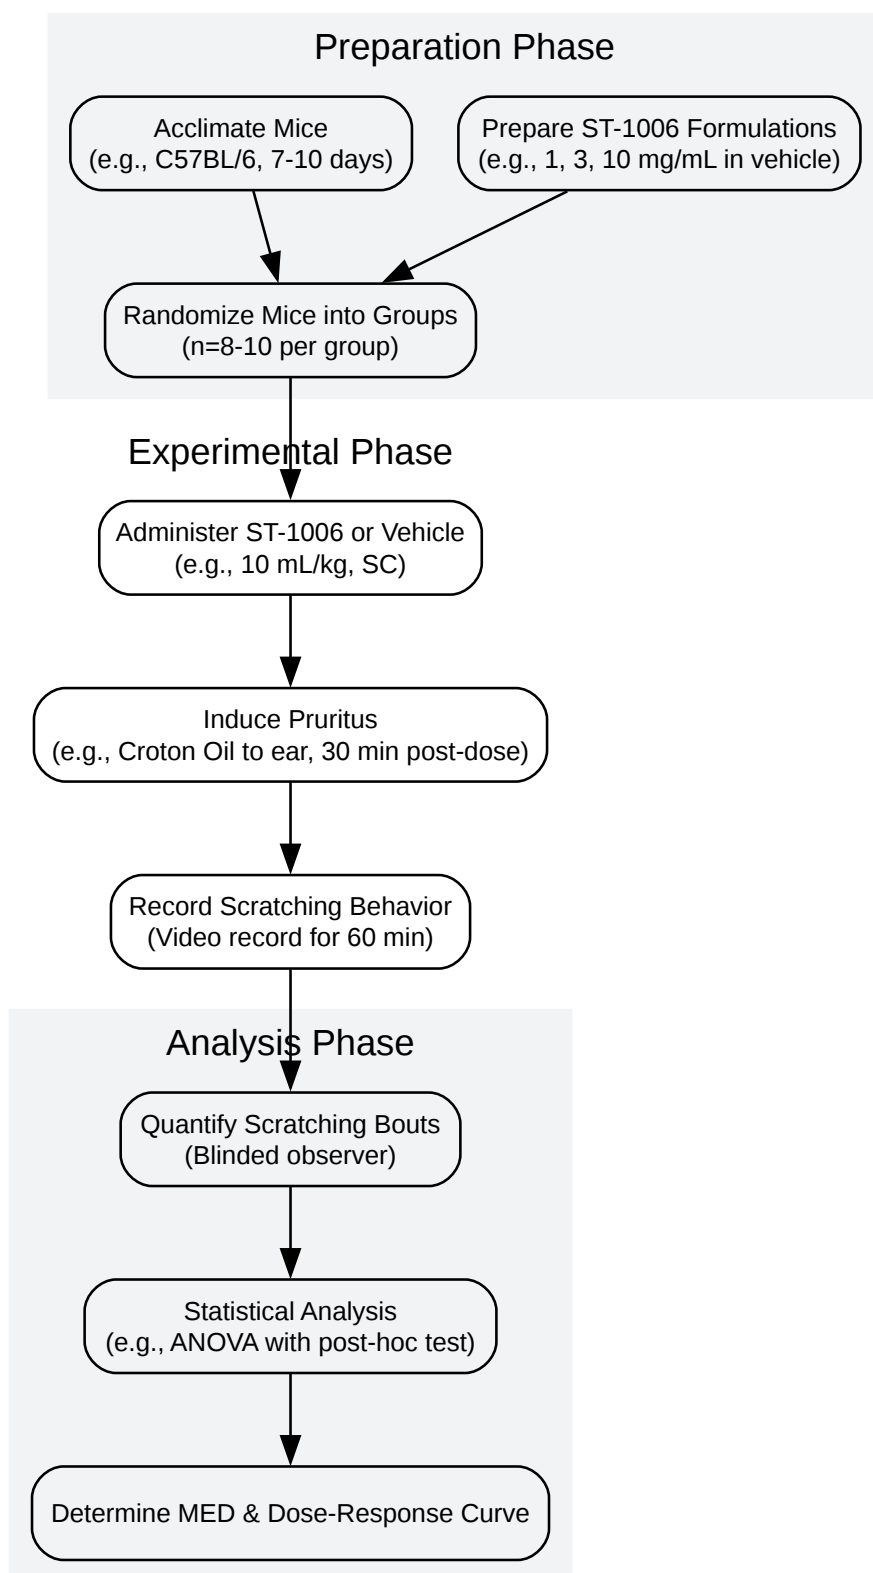 Preparation Phase
Acclimate Mice
(e.g., C57BL/6, 7-10 days)
Prepare ST-1006 Formulations
(e.g., 1, 3, 10 mg/mL in vehicle)
Randomize Mice into Groups
(n=8-10 per group)
Experimental Phase
Administer ST-1006 or Vehicle
(e.g., 10 mL/kg, SC)
Induce Pruritus
(e.g., Croton Oil to ear, 30 min post-dose)
Record Scratching Behavior
(Video record for 60 min)
Analysis Phase
Quantify Scratching Bouts
(Blinded observer)
Statistical Analysis
(e.g., ANOVA with post-hoc test)
Determine MED & Dose-Response Curve